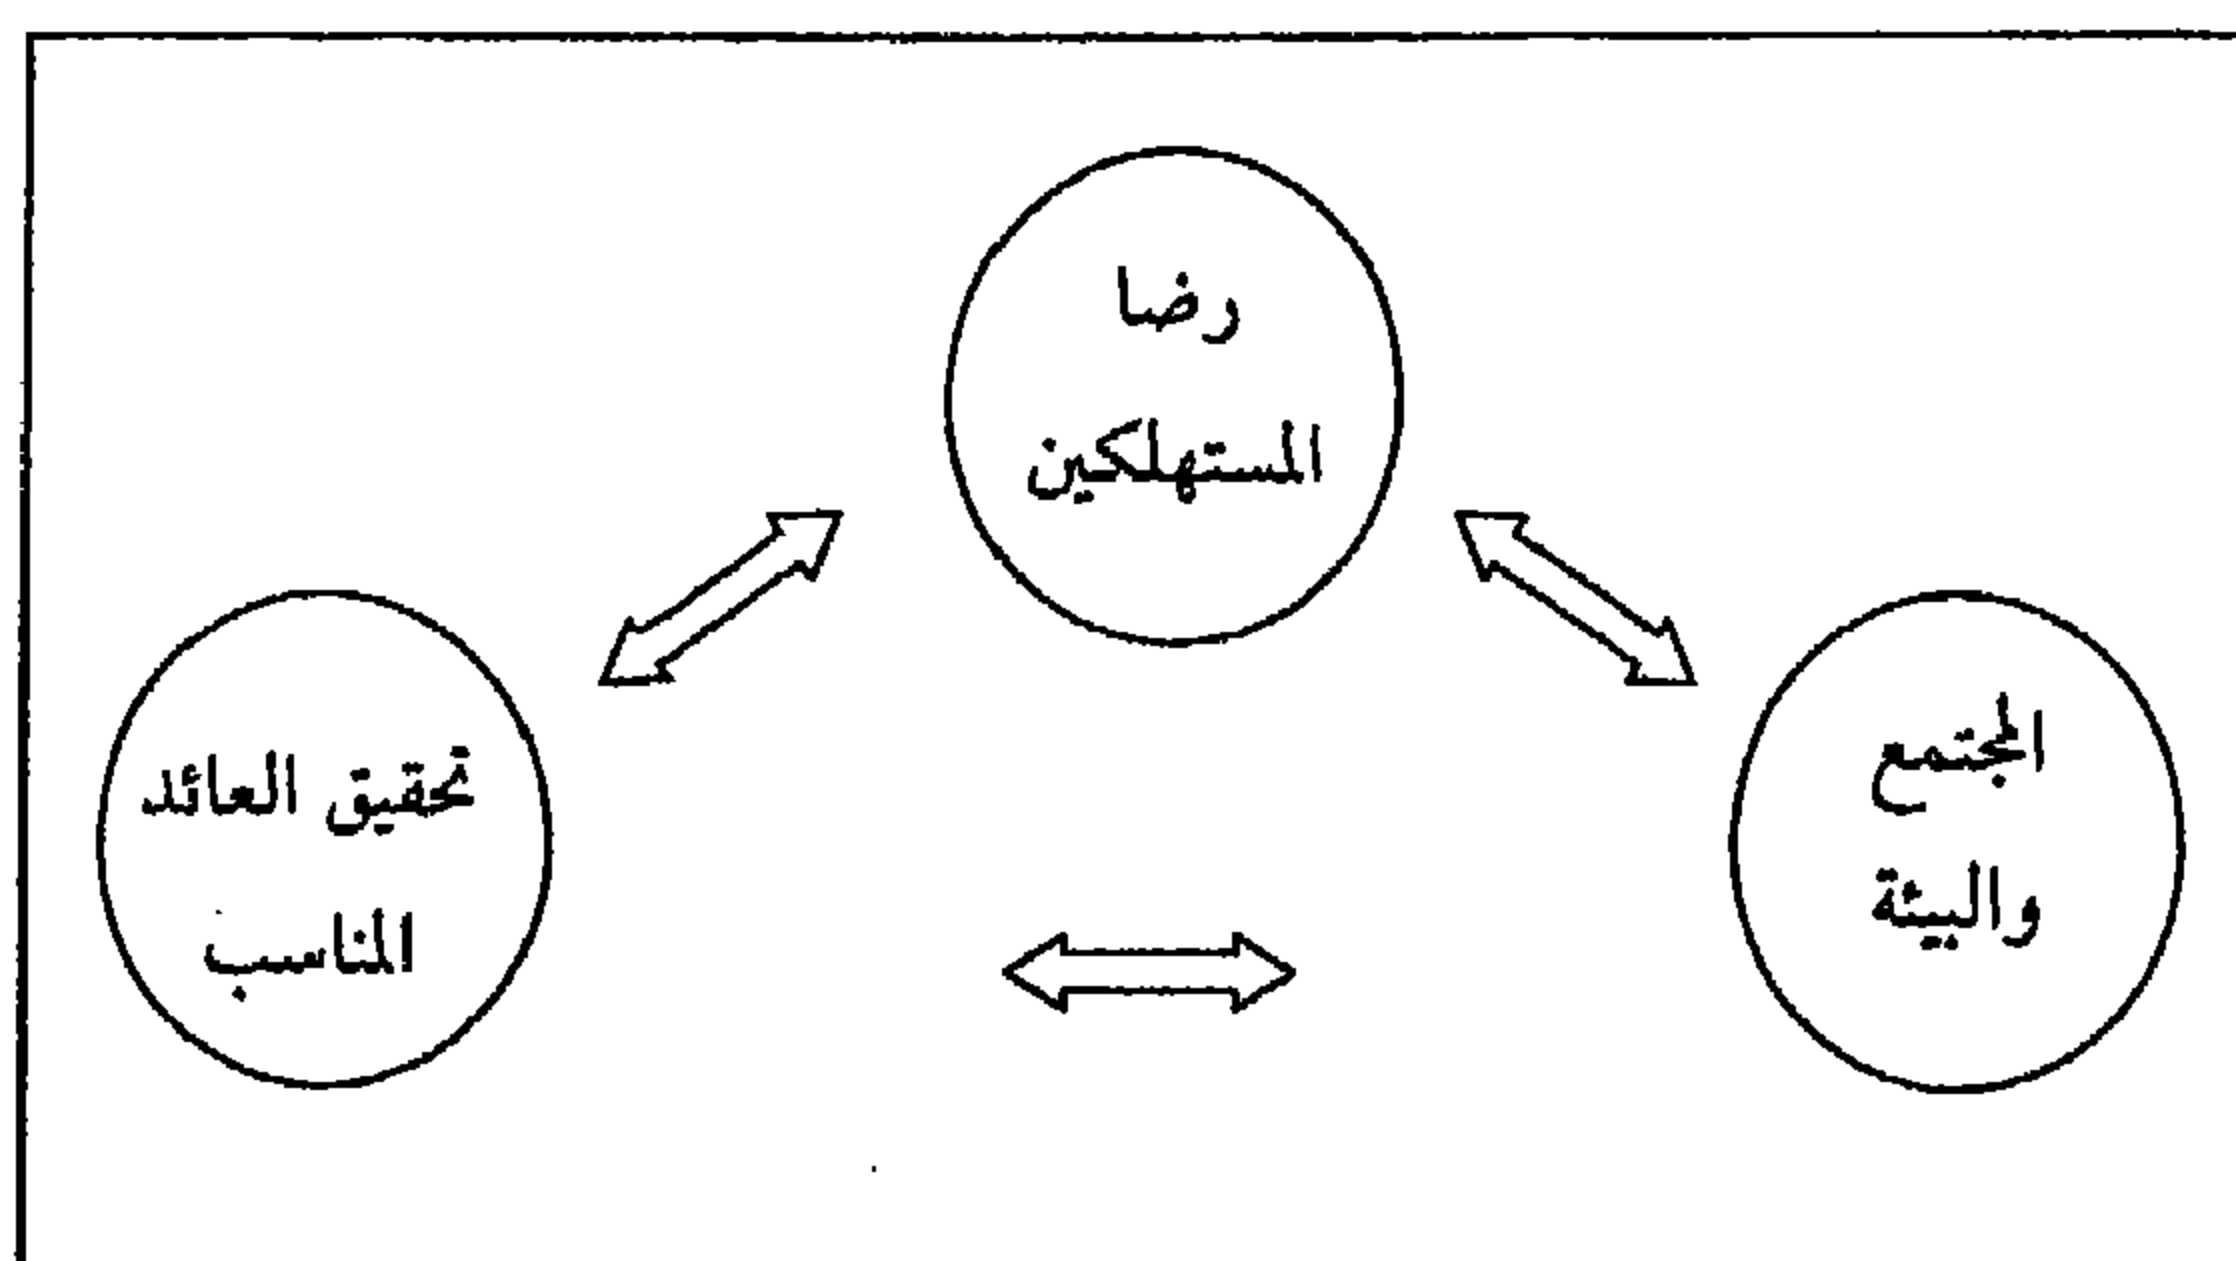 رضا
المستهلكين
المجتمع
والبيئة
تحقيق العائد
المناسب